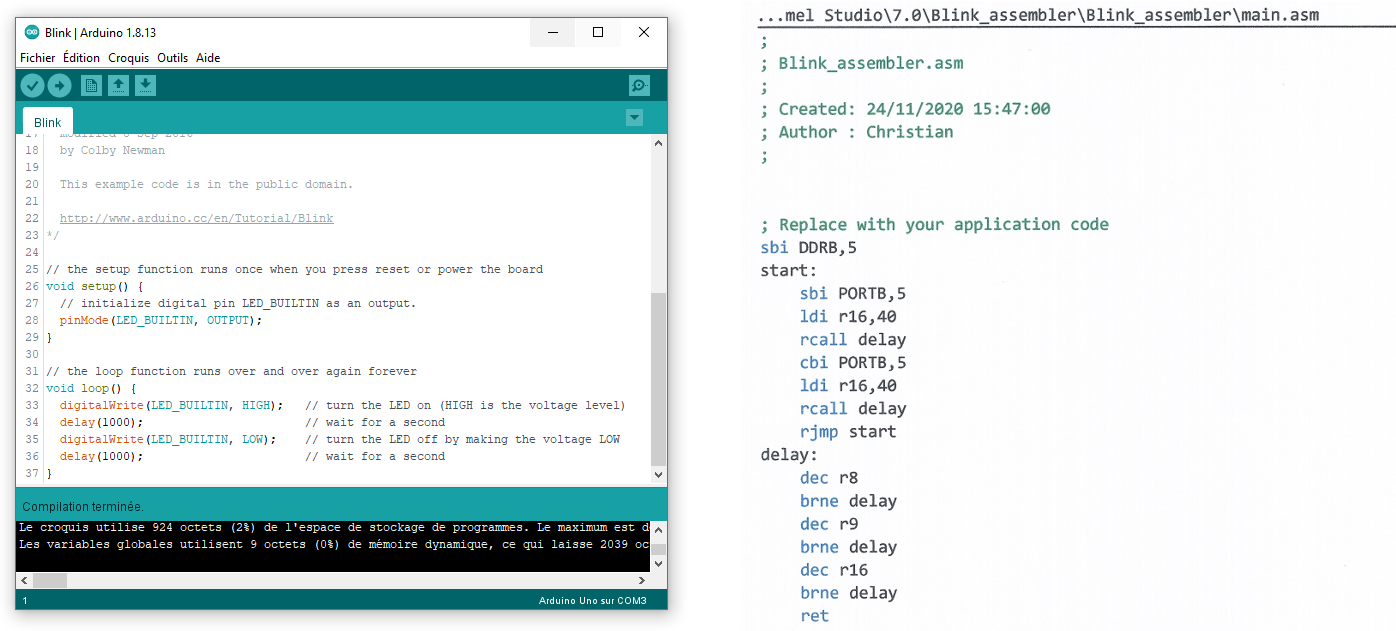 Blink | Arduino 1.8.13
Fichier Édition Croquis Outils Aide
Blink
17   modified 8 Sep 2016
18   by Colby Newman
19
20   This example code is in the public domain.
21
22   http://www.arduino.cc/en/Tutorial/Blink
23 */
24
25 // the setup function runs once when you press reset or power the board
26 void setup() {
27   // initialize digital pin LED_BUILTIN as an output.
28   pinMode(LED_BUILTIN, OUTPUT);
29 }
30
31 // the loop function runs over and over again forever
32 void loop() {
33   digitalWrite(LED_BUILTIN, HIGH);   // turn the LED on (HIGH is the voltage level)
34   delay(1000);                       // wait for a second
35   digitalWrite(LED_BUILTIN, LOW);    // turn the LED off by making the voltage LOW
36   delay(1000);                       // wait for a second
37 }
Compilation terminée.
Le croquis utilise 924 octets (2%) de l'espace de stockage de programmes. Le maximum est d
Les variables globales utilisent 9 octets (0%) de mémoire dynamique, ce qui laisse 2039 oc
1
Arduino Uno sur COM3
...mel Studio\7.0\Blink_assembler\Blink_assembler\main.asm
;
; Blink_assembler.asm
;
; Created: 24/11/2020 15:47:00
; Author : Christian
;
; Replace with your application code
sbi DDRB,5
start:
    sbi PORTB,5
    ldi r16,40
    rcall delay
    cbi PORTB,5
    ldi r16,40
    rcall delay
    rjmp start
delay:
    dec r8
    brne delay
    dec r9
    brne delay
    dec r16
    brne delay
    ret